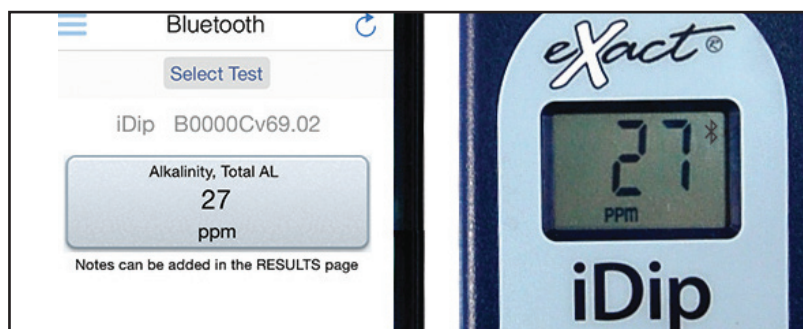 Bluetooth
Select Test
iDip B0000Cv69.02
Alkalinity, Total AL
27
ppm
Notes can be added in the RESULTS page
eXact®
27
PPM
iDip